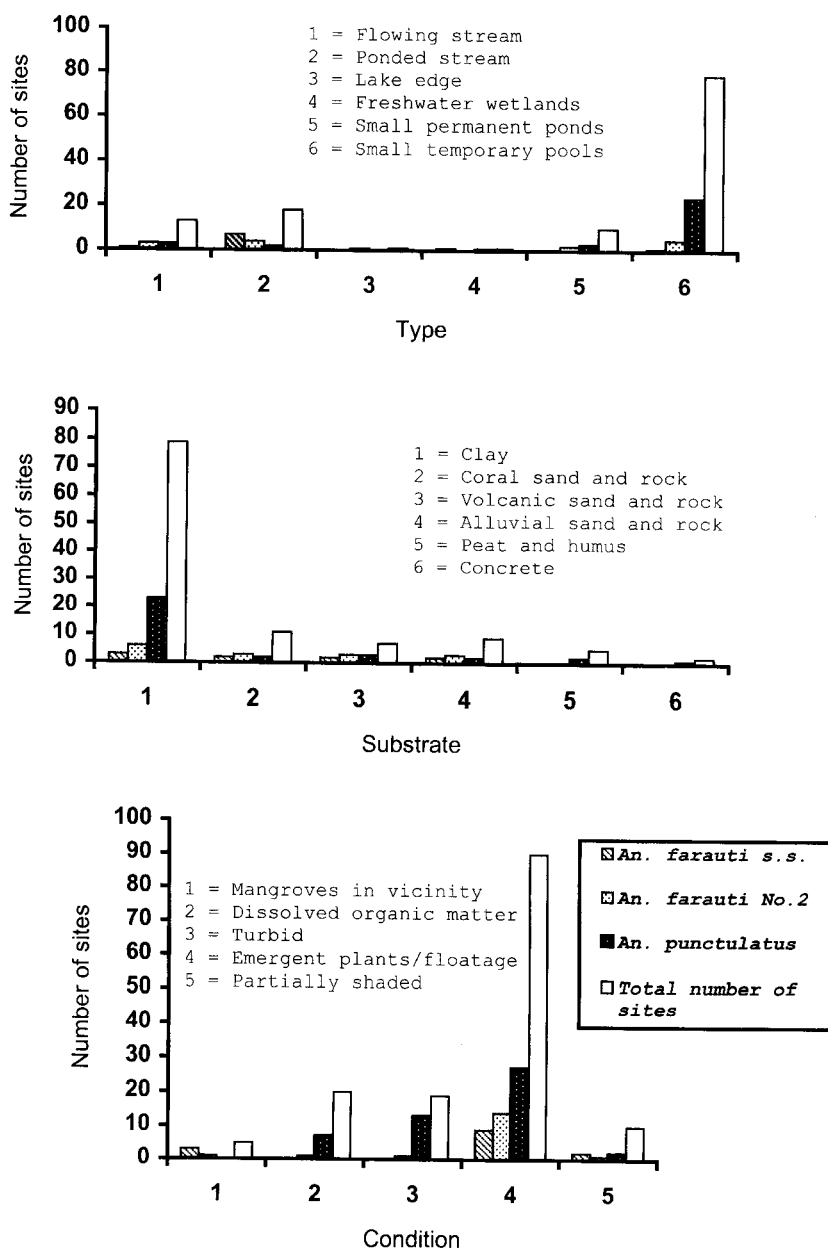 Number of sites
100
80
60
40
20
0
1 = Flowing stream
2 = Ponded stream
3 = Lake edge
4 = Freshwater wetlands
5 = Small permanent ponds
6 = Small temporary pools
1 2 3 4 5 6
Type
Number of sites
90
80
70
60
50
40
30
20
10
0
1 = Clay
2 = Coral sand and rock
3 = Volcanic sand and rock
4 = Alluvial sand and rock
5 = Peat and humus
6 = Concrete
1 2 3 4 5 6
Substrate
Number of sites
100
90
80
70
60
50
40
30
20
10
0
1 = Mangroves in vicinity
2 = Dissolved organic matter
3 = Turbid
4 = Emergent plants/floatage
5 = Partially shaded
1 2 3 4 5
Condition
An. farauti s.s.
An. farauti No.2
An. punctulatus
Total number of
sites